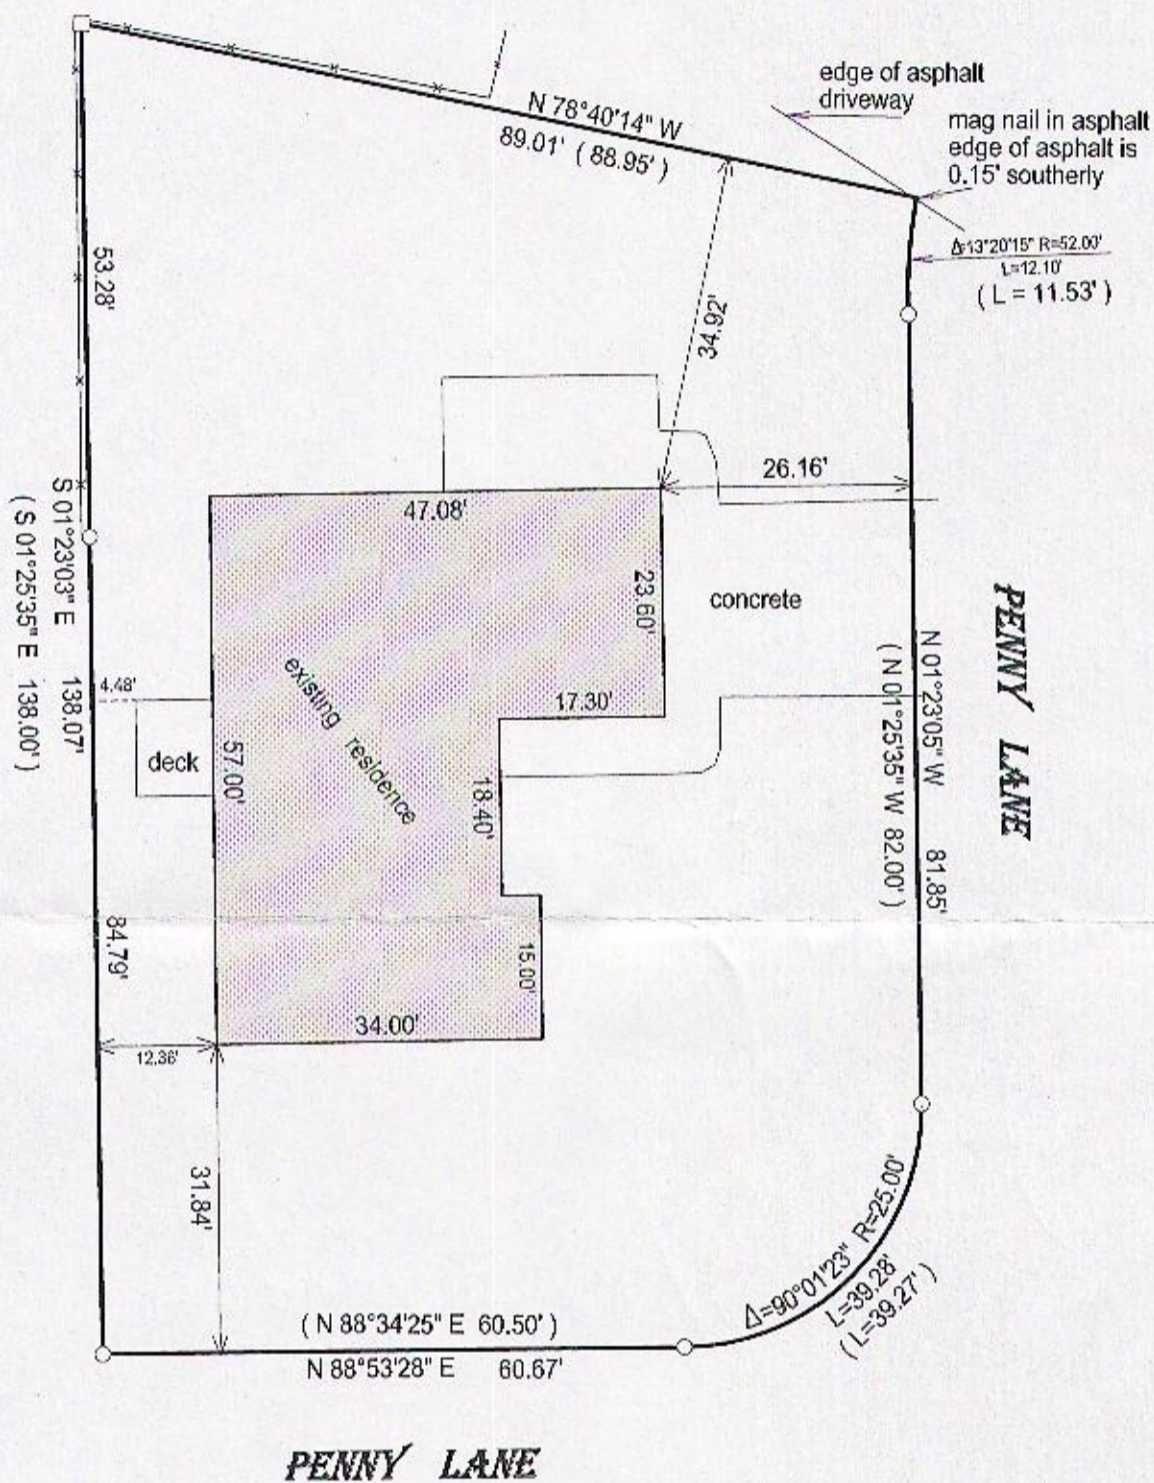 edge of asphalt
driveway
mag nail in asphalt
edge of asphalt is
0.15' southerly
N 78°40'14" W
89.01' ( 88.95' )
Δ=13°20'15" R=52.00'
L=12.10'
( L = 11.53' )
53.28'
34.92'
26.16'
47.08'
23.60'
concrete
17.30'
existing residence
4.48'
deck
57.00'
18.40'
15.00'
34.00'
S 01°23'03" E 138.07'
( S 01°25'35" E 138.00' )
N 01°23'05" W 81.85'
( N 01°25'35" W 82.00' )
PENNY LANE
84.79'
12.36'
31.84'
Δ=90°01'23" R=25.00'
L=39.28'
( L=39.27' )
( N 88°34'25" E 60.50' )
N 88°53'28" E 60.67'
PENNY LANE